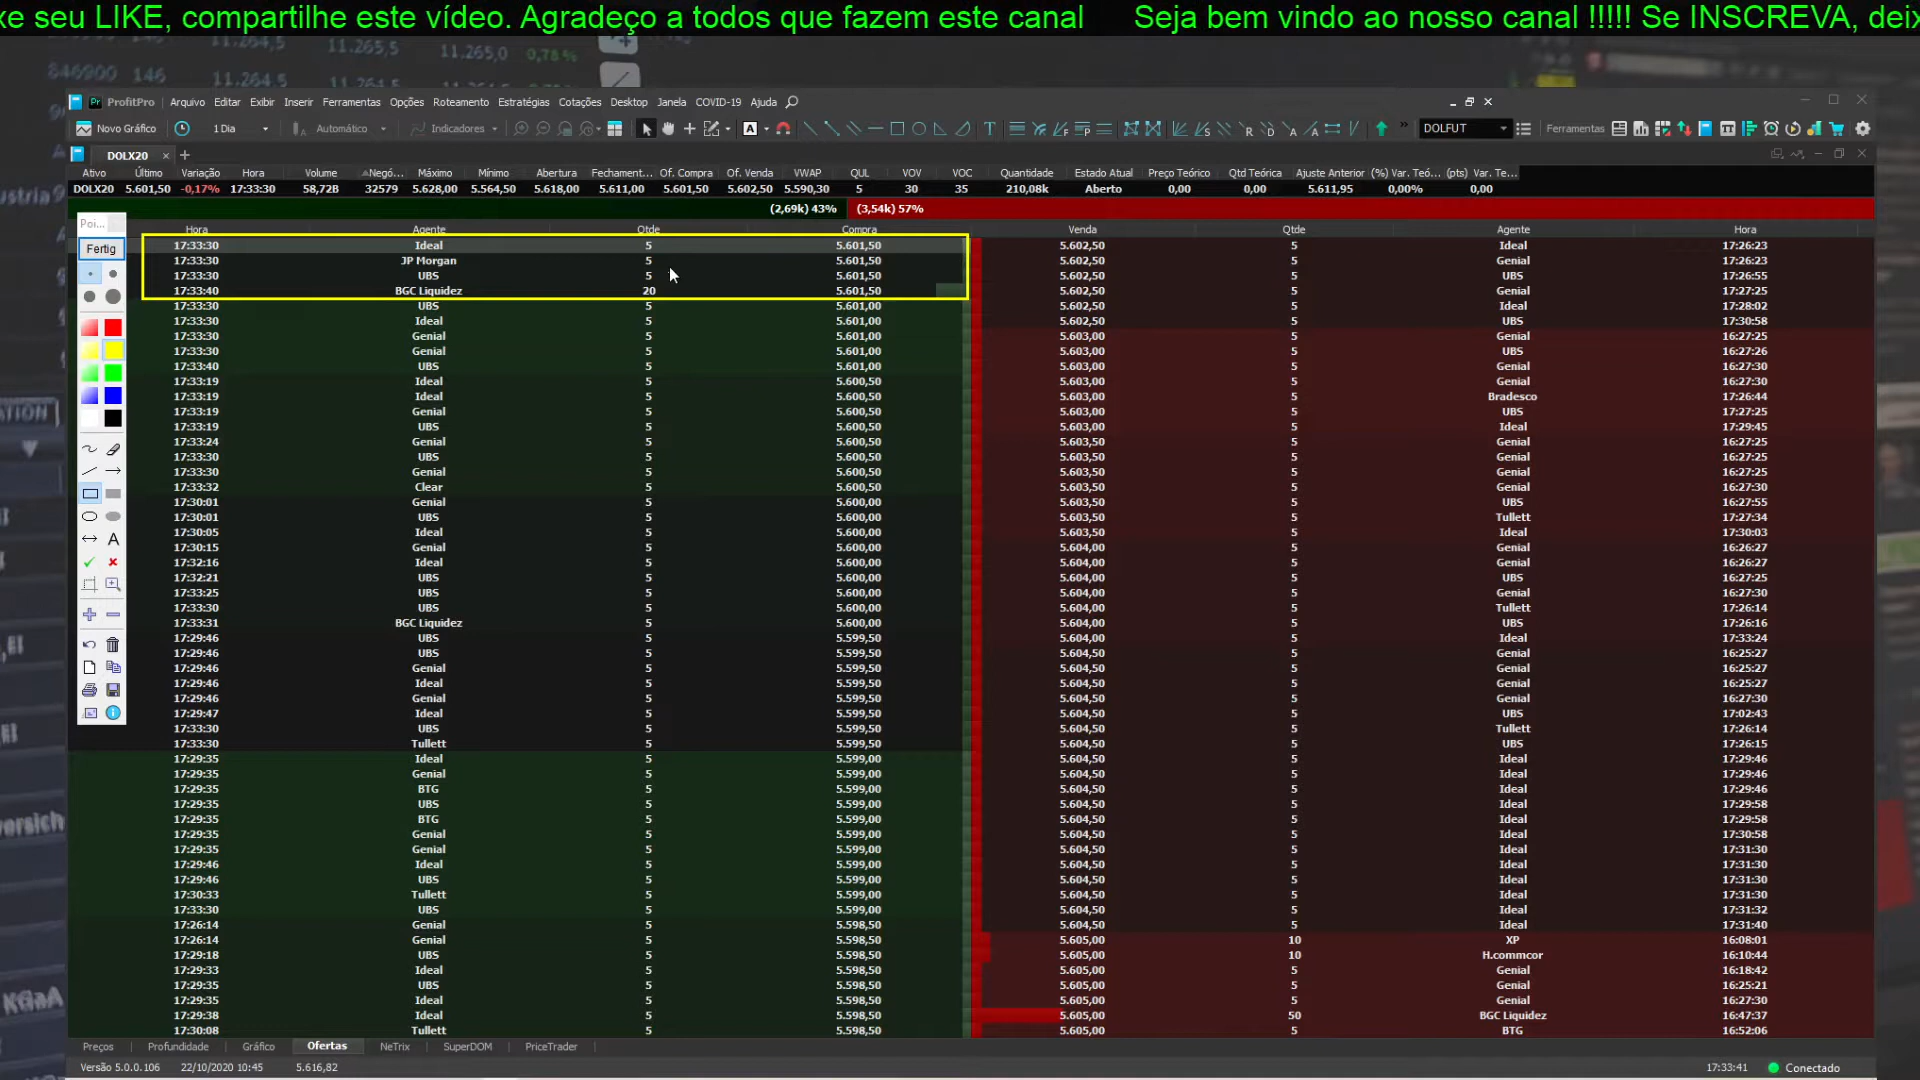 xe seu LIKE, compartilhe este vídeo. Agradeço a todos que fazem este canal Seja bem vindo ao nosso canal !!!!! Se INSCREVA, deix
11.265,5 11.265,0 0,78 %
846900 146 11.264,5
ProfitPro Arquivo Editar Exibir Inserir Ferramentas Opções Roteamento Estratégias Cotações Desktop Janela COVID-19 Ajuda
Novo Gráfico 1 Dia Automático Indicadores DOLFUT Ferramentas
DOLX20
Ativo Último Variação Hora Volume Negó... Máximo Mínimo Abertura Fechament... Of. Compra Of. Venda VWAP QUL VOV VOC Quantidade Estado Atual Preço Teórico Qtd Teórica Ajuste Anterior (%) Var. Teó... (pts) Var. Te...
DOLX20 5.601,50 -0,17% 17:33:30 58,72B 32579 5.628,00 5.564,50 5.618,00 5.611,00 5.601,50 5.602,50 5.590,30 5 30 35 210,08k Aberto 0,00 0,00 5.611,95 0,00% 0,00
(2,69k) 43% (3,54k) 57%
Poi...
Fertig
Hora Agente Qtde Compra Venda Qtde Agente Hora
17:33:30 Ideal 5 5.601,50 5.602,50 5 Ideal 17:26:23
17:33:30 JP Morgan 5 5.601,50 5.602,50 5 Genial 17:26:23
17:33:30 UBS 5 5.601,50 5.602,50 5 UBS 17:26:55
17:33:40 BGC Liquidez 20 5.601,50 5.602,50 5 Genial 17:27:25
17:33:30 UBS 5 5.601,00 5.602,50 5 Ideal 17:28:02
17:33:30 Ideal 5 5.601,00 5.602,50 5 UBS 17:30:58
17:33:30 Genial 5 5.601,00 5.603,00 5 Genial 16:27:25
17:33:30 Genial 5 5.601,00 5.603,00 5 UBS 16:27:26
17:33:40 UBS 5 5.601,00 5.603,00 5 Genial 16:27:30
17:33:19 Ideal 5 5.600,50 5.603,00 5 Genial 16:27:30
17:33:19 Ideal 5 5.600,50 5.603,00 5 Bradesco 17:26:44
17:33:19 Genial 5 5.600,50 5.603,00 5 UBS 17:27:25
17:33:19 UBS 5 5.600,50 5.603,00 5 Ideal 17:29:45
17:33:24 Genial 5 5.600,50 5.603,50 5 Genial 16:27:25
17:33:30 UBS 5 5.600,50 5.603,50 5 Genial 16:27:25
17:33:30 Genial 5 5.600,50 5.603,50 5 Genial 16:27:25
17:33:32 Clear 5 5.600,50 5.603,50 5 Genial 16:27:30
17:30:01 Genial 5 5.600,00 5.603,50 5 UBS 16:27:55
17:30:01 UBS 5 5.600,00 5.603,50 5 Tullett 17:27:34
17:30:05 Ideal 5 5.600,00 5.603,50 5 Ideal 17:30:03
17:30:15 Genial 5 5.600,00 5.604,00 5 Genial 16:26:27
17:32:16 Ideal 5 5.600,00 5.604,00 5 Genial 16:26:27
17:32:21 UBS 5 5.600,00 5.604,00 5 UBS 16:27:25
17:33:25 UBS 5 5.600,00 5.604,00 5 Genial 16:27:30
17:33:30 UBS 5 5.600,00 5.604,00 5 Tullett 17:26:14
17:33:31 BGC Liquidez 5 5.600,00 5.604,00 5 UBS 17:26:16
17:29:46 UBS 5 5.599,50 5.604,00 5 Ideal 17:33:24
17:29:46 UBS 5 5.599,50 5.604,50 5 Genial 16:25:27
17:29:46 Genial 5 5.599,50 5.604,50 5 Genial 16:25:27
17:29:46 Ideal 5 5.599,50 5.604,50 5 Genial 16:25:27
17:29:46 Genial 5 5.599,50 5.604,50 5 Genial 16:27:30
17:29:47 Ideal 5 5.599,50 5.604,50 5 UBS 17:02:43
17:33:30 UBS 5 5.599,50 5.604,50 5 Tullett 17:26:14
17:33:30 Tullett 5 5.599,50 5.604,50 5 UBS 17:26:15
17:29:35 Ideal 5 5.599,00 5.604,50 5 Ideal 17:29:46
17:29:35 Genial 5 5.599,00 5.604,50 5 Ideal 17:29:46
17:29:35 BTG 5 5.599,00 5.604,50 5 Ideal 17:29:46
17:29:35 UBS 5 5.599,00 5.604,50 5 Ideal 17:29:58
17:29:35 BTG 5 5.599,00 5.604,50 5 Ideal 17:29:58
17:29:35 Genial 5 5.599,00 5.604,50 5 Ideal 17:30:58
17:29:35 Genial 5 5.599,00 5.604,50 5 Ideal 17:31:30
17:29:46 Ideal 5 5.599,00 5.604,50 5 Ideal 17:31:30
17:29:46 UBS 5 5.599,00 5.604,50 5 Ideal 17:31:30
17:30:33 Tullett 5 5.599,00 5.604,50 5 Ideal 17:31:30
17:33:30 UBS 5 5.599,00 5.604,50 5 Ideal 17:31:32
17:26:14 Genial 5 5.598,50 5.604,50 5 Ideal 17:31:40
17:26:14 Genial 5 5.598,50 5.605,00 10 XP 16:08:01
17:29:18 UBS 5 5.598,50 5.605,00 10 H.commcor 16:10:44
17:29:33 Ideal 5 5.598,50 5.605,00 5 Genial 16:18:42
17:29:35 UBS 5 5.598,50 5.605,00 5 Genial 16:25:21
17:29:35 Ideal 5 5.598,50 5.605,00 5 Genial 16:27:30
17:29:38 Ideal 5 5.598,50 5.605,00 50 BGC Liquidez 16:47:37
17:30:08 Tullett 5 5.598,50 5.605,00 5 BTG 16:52:06
Preços Profundidade Gráfico Ofertas NeTrix SuperDOM PriceTrader
Versão 5.0.0.106 22/10/2020 10:45 5.616,82 17:33:41 Conectado